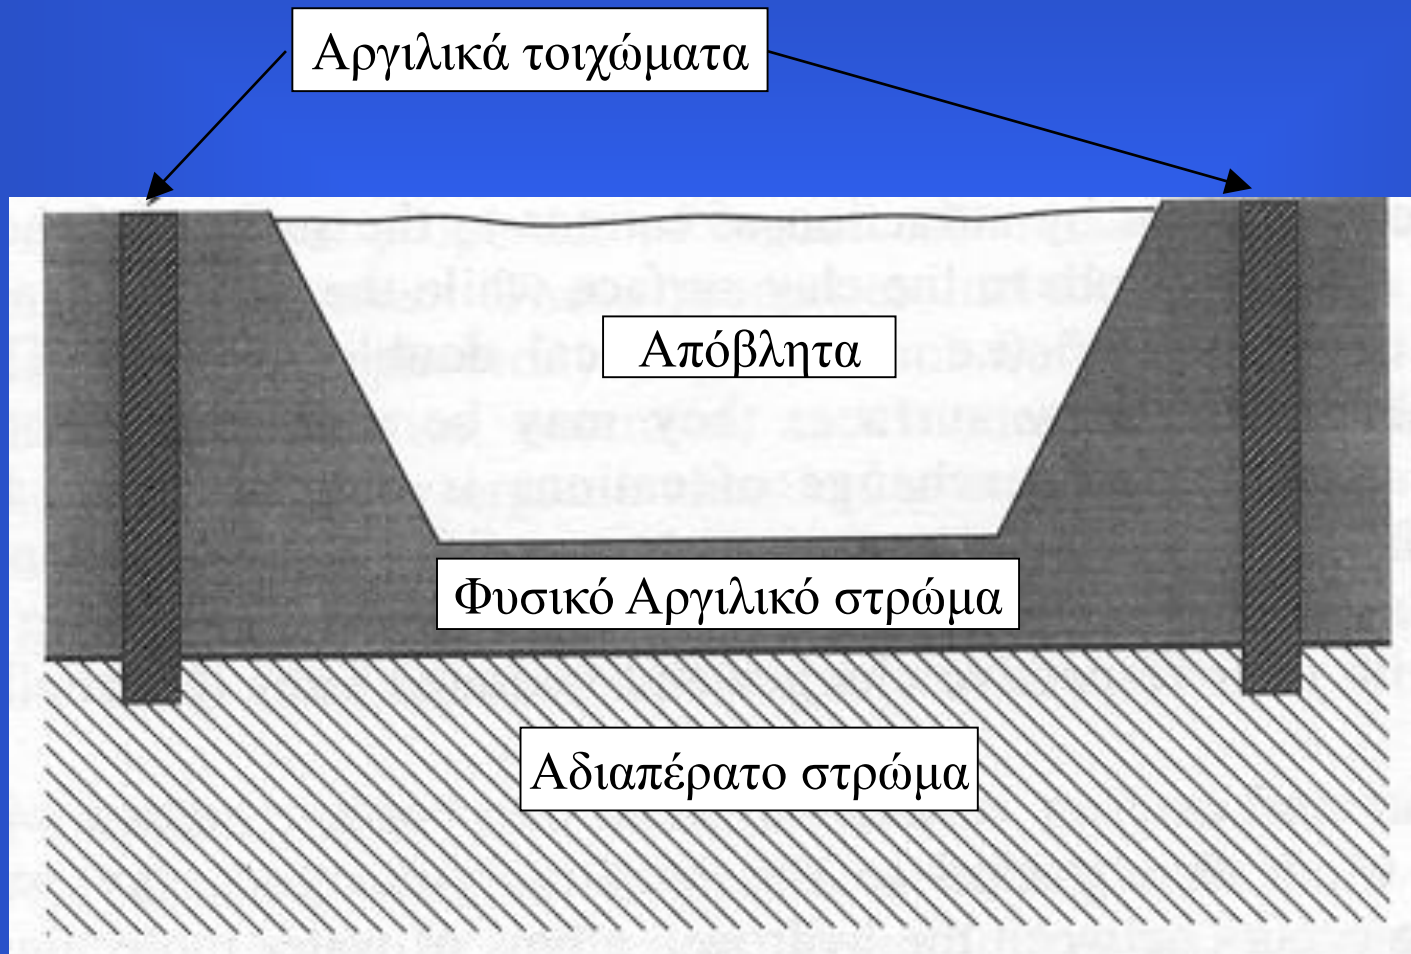 Αργιλικά τοιχώματα
Απόβλητα
Φυσικό Αργιλικό στρώμα
Αδιαπέρατο στρώμα